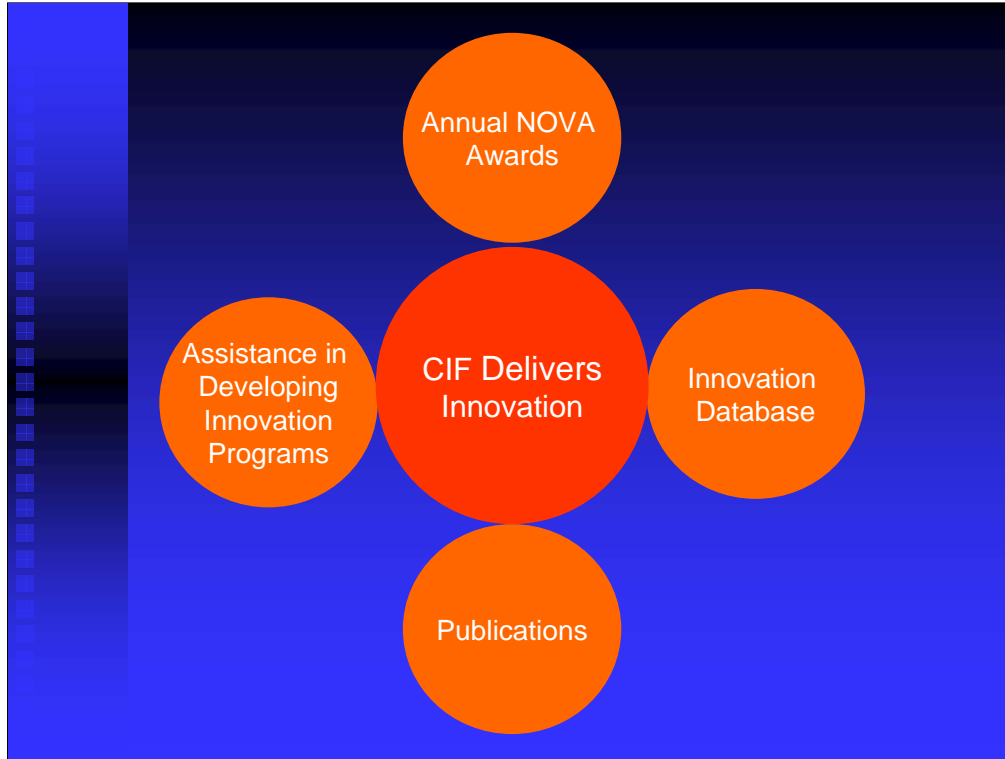 Annual NOVA
Awards
Assistance in
Developing
Innovation
Programs
CIF Delivers
Innovation
Innovation
Database
Publications